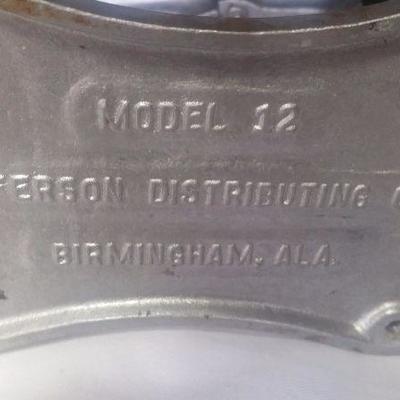 MODEL 12
FERSON DISTRIBUTING
BIRMINGHAM, ALA.